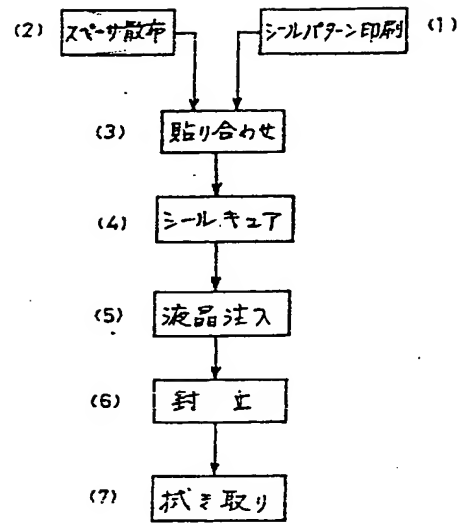 (2) スペーサ散布 シールパターン印刷 (1)
(3) 貼り合わせ
(4) シール.キュア
(5) 液晶注入
(6) 封立
(7) 拭き取り